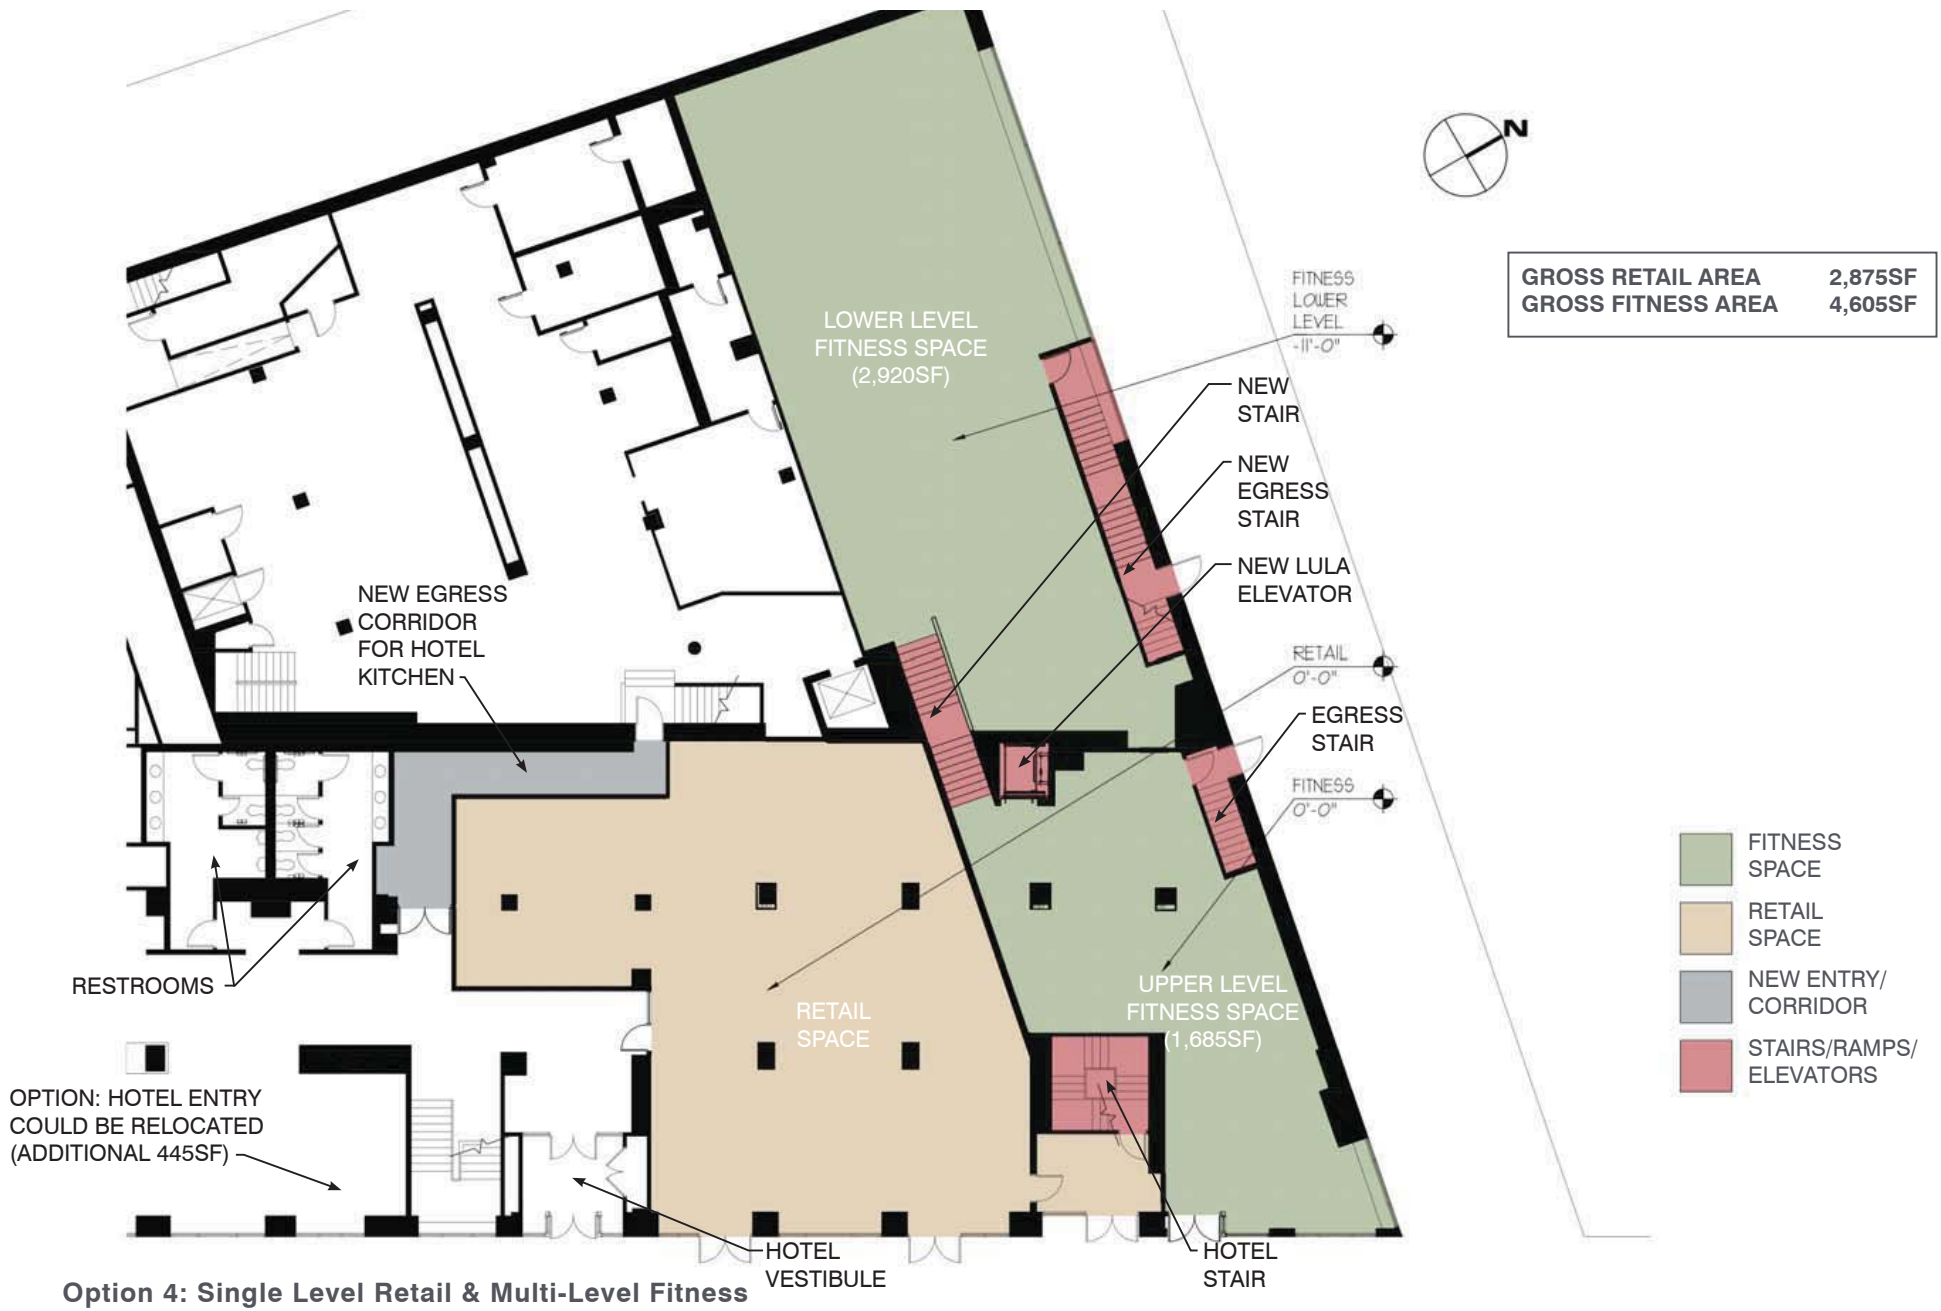 N
GROSS RETAIL AREA 2,875SF
GROSS FITNESS AREA 4,605SF
FITNESS
LOWER
LEVEL
-11'-0"
LOWER LEVEL
FITNESS SPACE
(2,920SF)
NEW
STAIR
NEW
EGRESS
STAIR
NEW LULA
ELEVATOR
NEW EGRESS
CORRIDOR
FOR HOTEL
KITCHEN
RETAIL
0'-0"
EGRESS
STAIR
FITNESS
0'-0"
FITNESS
SPACE
RETAIL
SPACE
NEW ENTRY/
CORRIDOR
STAIRS/RAMPS/
ELEVATORS
RESTROOMS
RETAIL
SPACE
UPPER LEVEL
FITNESS SPACE
(1,685SF)
OPTION: HOTEL ENTRY
COULD BE RELOCATED
(ADDITIONAL 445SF)
HOTEL
VESTIBULE
HOTEL
STAIR
Option 4: Single Level Retail & Multi-Level Fitness